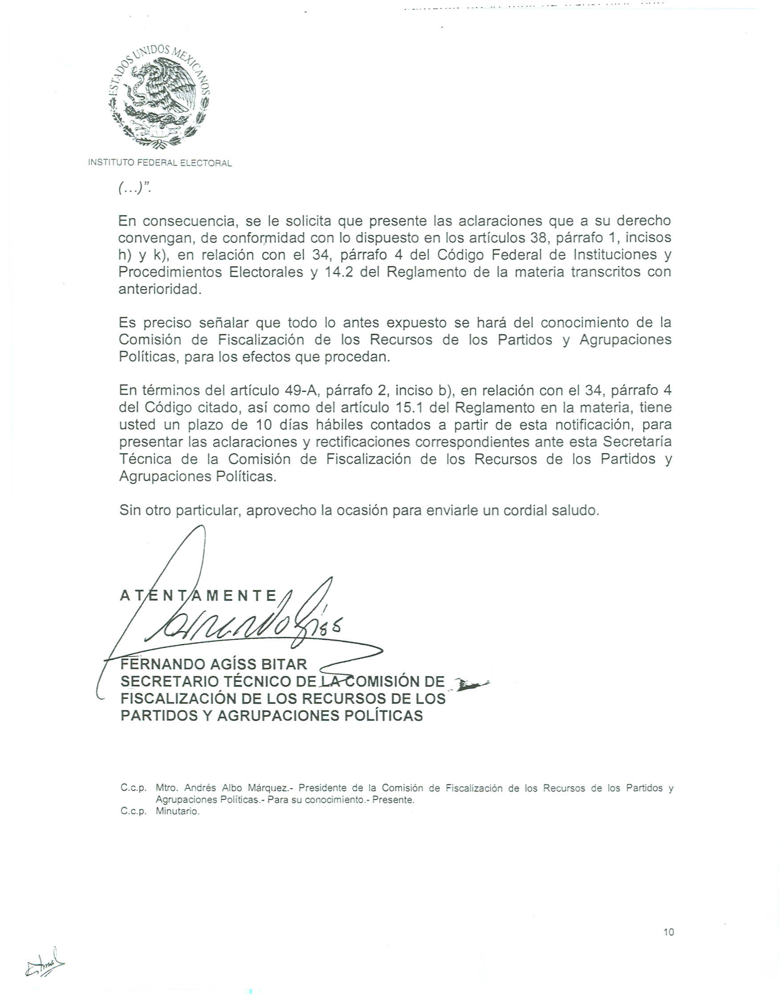 ESTADOS UNIDOS MEXICANOS
INSTITUTO FEDERAL ELECTORAL
(...)”.
En consecuencia, se le solicita que presente las aclaraciones que a su derecho
convengan, de conformidad con lo dispuesto en los artículos 38, párrafo 1, incisos
h) y k), en relación con el 34, párrafo 4 del Código Federal de Instituciones y
Procedimientos Electorales y 14.2 del Reglamento de la materia transcritos con
anterioridad.
Es preciso señalar que todo lo antes expuesto se hará del conocimiento de la
Comisión de Fiscalización de los Recursos de los Partidos y Agrupaciones
Políticas, para los efectos que procedan.
En términos del artículo 49-A, párrafo 2, inciso b), en relación con el 34, párrafo 4
del Código citado, así como del artículo 15.1 del Reglamento en la materia, tiene
usted un plazo de 10 días hábiles contados a partir de esta notificación, para
presentar las aclaraciones y rectificaciones correspondientes ante esta Secretaría
Técnica de la Comisión de Fiscalización de los Recursos de los Partidos y
Agrupaciones Políticas.
Sin otro particular, aprovecho la ocasión para enviarle un cordial saludo.
A T E N T A M E N T E
FERNANDO AGÍSS BITAR
SECRETARIO TÉCNICO DE LA COMISIÓN DE
FISCALIZACIÓN DE LOS RECURSOS DE LOS
PARTIDOS Y AGRUPACIONES POLÍTICAS
C.c.p. Mtro. Andrés Albo Márquez.- Presidente de la Comisión de Fiscalización de los Recursos de los Partidos y
Agrupaciones Políticas.- Para su conocimiento.- Presente.
C.c.p. Minutario.
10